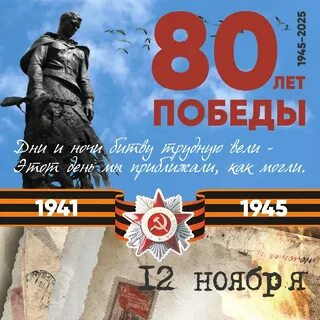 80
ЛЕТ
ПОБЕДЫ
1945-2025
Дни и ночи битву трудную вели -
Этот день мы приближали, как могли.
1941
1945
12 ноября